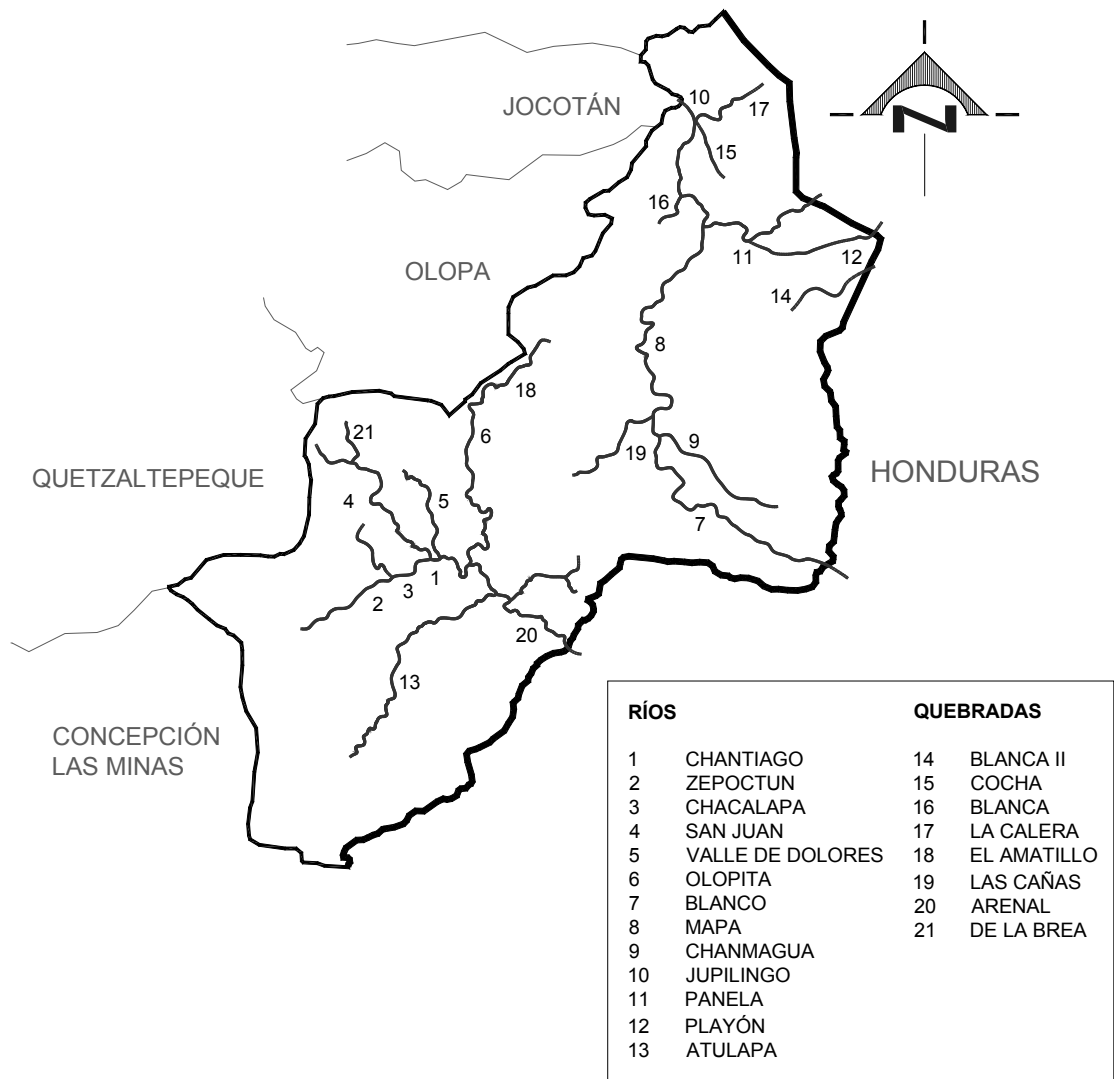 JOCOTÁN
10
17
N
15
16
11
12
OLOPA
14
8
18
6
21
9
19
QUETZALTEPEQUE
HONDURAS
4
5
7
1
3
2
20
13
CONCEPCIÓN
LAS MINAS
RÍOS QUEBRADAS
1 CHANTIAGO 14 BLANCA II
2 ZEPOCTUN 15 COCHA
3 CHACALAPA 16 BLANCA
4 SAN JUAN 17 LA CALERA
5 VALLE DE DOLORES 18 EL AMATILLO
6 OLOPITA 19 LAS CAÑAS
7 BLANCO 20 ARENAL
8 MAPA 21 DE LA BREA
9 CHANMAGUA
10 JUPILINGO
11 PANELA
12 PLAYÓN
13 ATULAPA